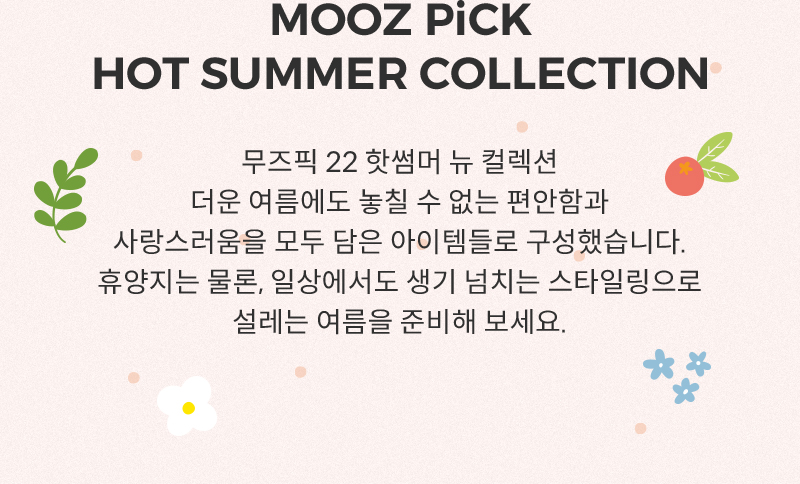 MOOZ PiCK
HOT SUMMER COLLECTION
무즈픽 22 핫썸머 뉴 컬렉션
더운 여름에도 놓칠 수 없는 편안함과
사랑스러움을 모두 담은 아이템들로 구성했습니다.
휴양지는 물론, 일상에서도 생기 넘치는 스타일링으로
설레는 여름을 준비해 보세요.